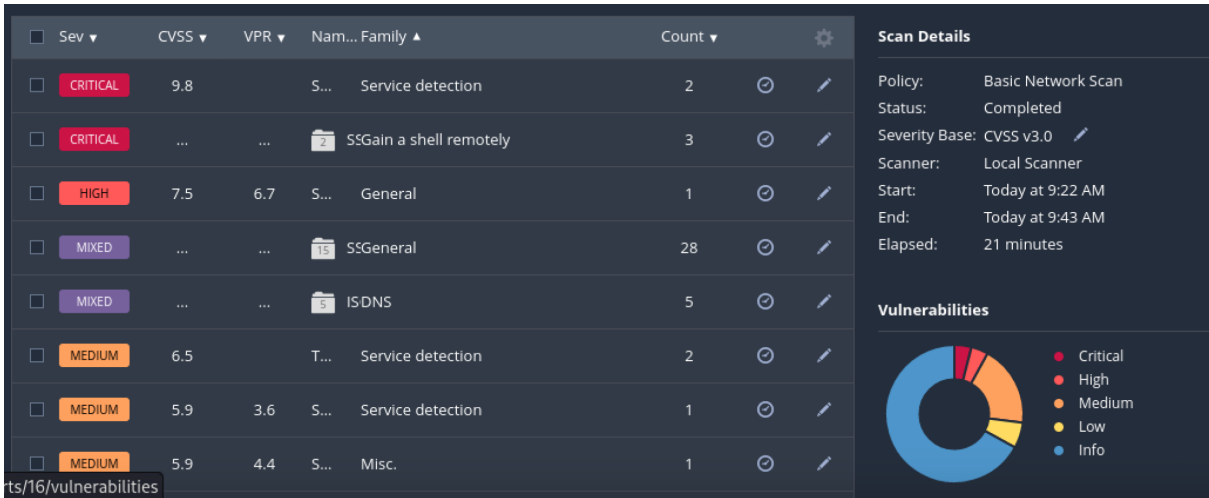 Sev ▼ CVSS ▼ VPR ▼ Nam... Family ▲ Count ▼
CRITICAL 9.8 S... Service detection 2
CRITICAL ... ... 2 SS Gain a shell remotely 3
HIGH 7.5 6.7 S... General 1
MIXED ... ... 15 SS General 28
MIXED ... ... 5 IS DNS 5
MEDIUM 6.5 T... Service detection 2
MEDIUM 5.9 3.6 S... Service detection 1
MEDIUM 5.9 4.4 S... Misc. 1
rts/16/vulnerabilities
Scan Details
Policy: Basic Network Scan
Status: Completed
Severity Base: CVSS v3.0
Scanner: Local Scanner
Start: Today at 9:22 AM
End: Today at 9:43 AM
Elapsed: 21 minutes
Vulnerabilities
Critical
High
Medium
Low
Info